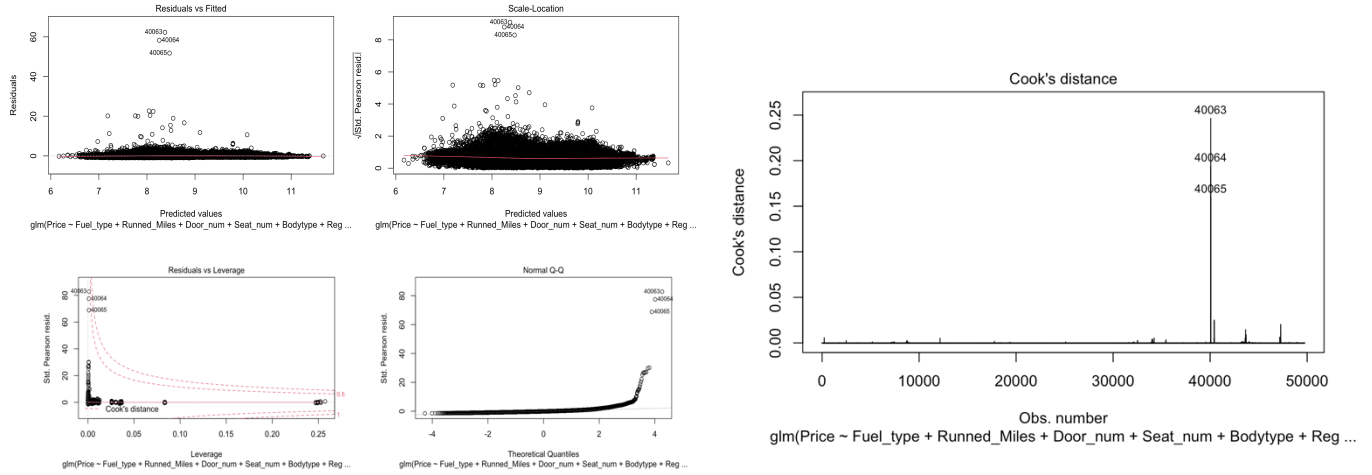 Residuals vs Fitted
Residuals
60
40
20
0
40063
40064
40065
6 7 8 9 10 11
Predicted values
glm(Price ~ Fuel_type + Runned_Miles + Door_num + Seat_num + Bodytype + Reg ...
Scale-Location
√|Std. Pearson resid.|
8
6
4
2
0
40063
40064
40065
6 7 8 9 10 11
Predicted values
glm(Price ~ Fuel_type + Runned_Miles + Door_num + Seat_num + Bodytype + Reg ...
Residuals vs Leverage
Std. Pearson resid.
80
60
40
20
0
40063
40064
40065
0.5
1
Cook's distance
0.00 0.05 0.10 0.15 0.20 0.25
Leverage
glm(Price ~ Fuel_type + Runned_Miles + Door_num + Seat_num + Bodytype + Reg ...
Normal Q-Q
Std. Pearson resid.
80
60
40
20
0
40063
40064
40065
-4 -2 0 2 4
Theoretical Quantiles
glm(Price ~ Fuel_type + Runned_Miles + Door_num + Seat_num + Bodytype + Reg ...
Cook's distance
Cook's distance
0.25
0.20
0.15
0.10
0.05
0.00
40063
40064
40065
0 10000 20000 30000 40000 50000
Obs. number
glm(Price ~ Fuel_type + Runned_Miles + Door_num + Seat_num + Bodytype + Reg ...